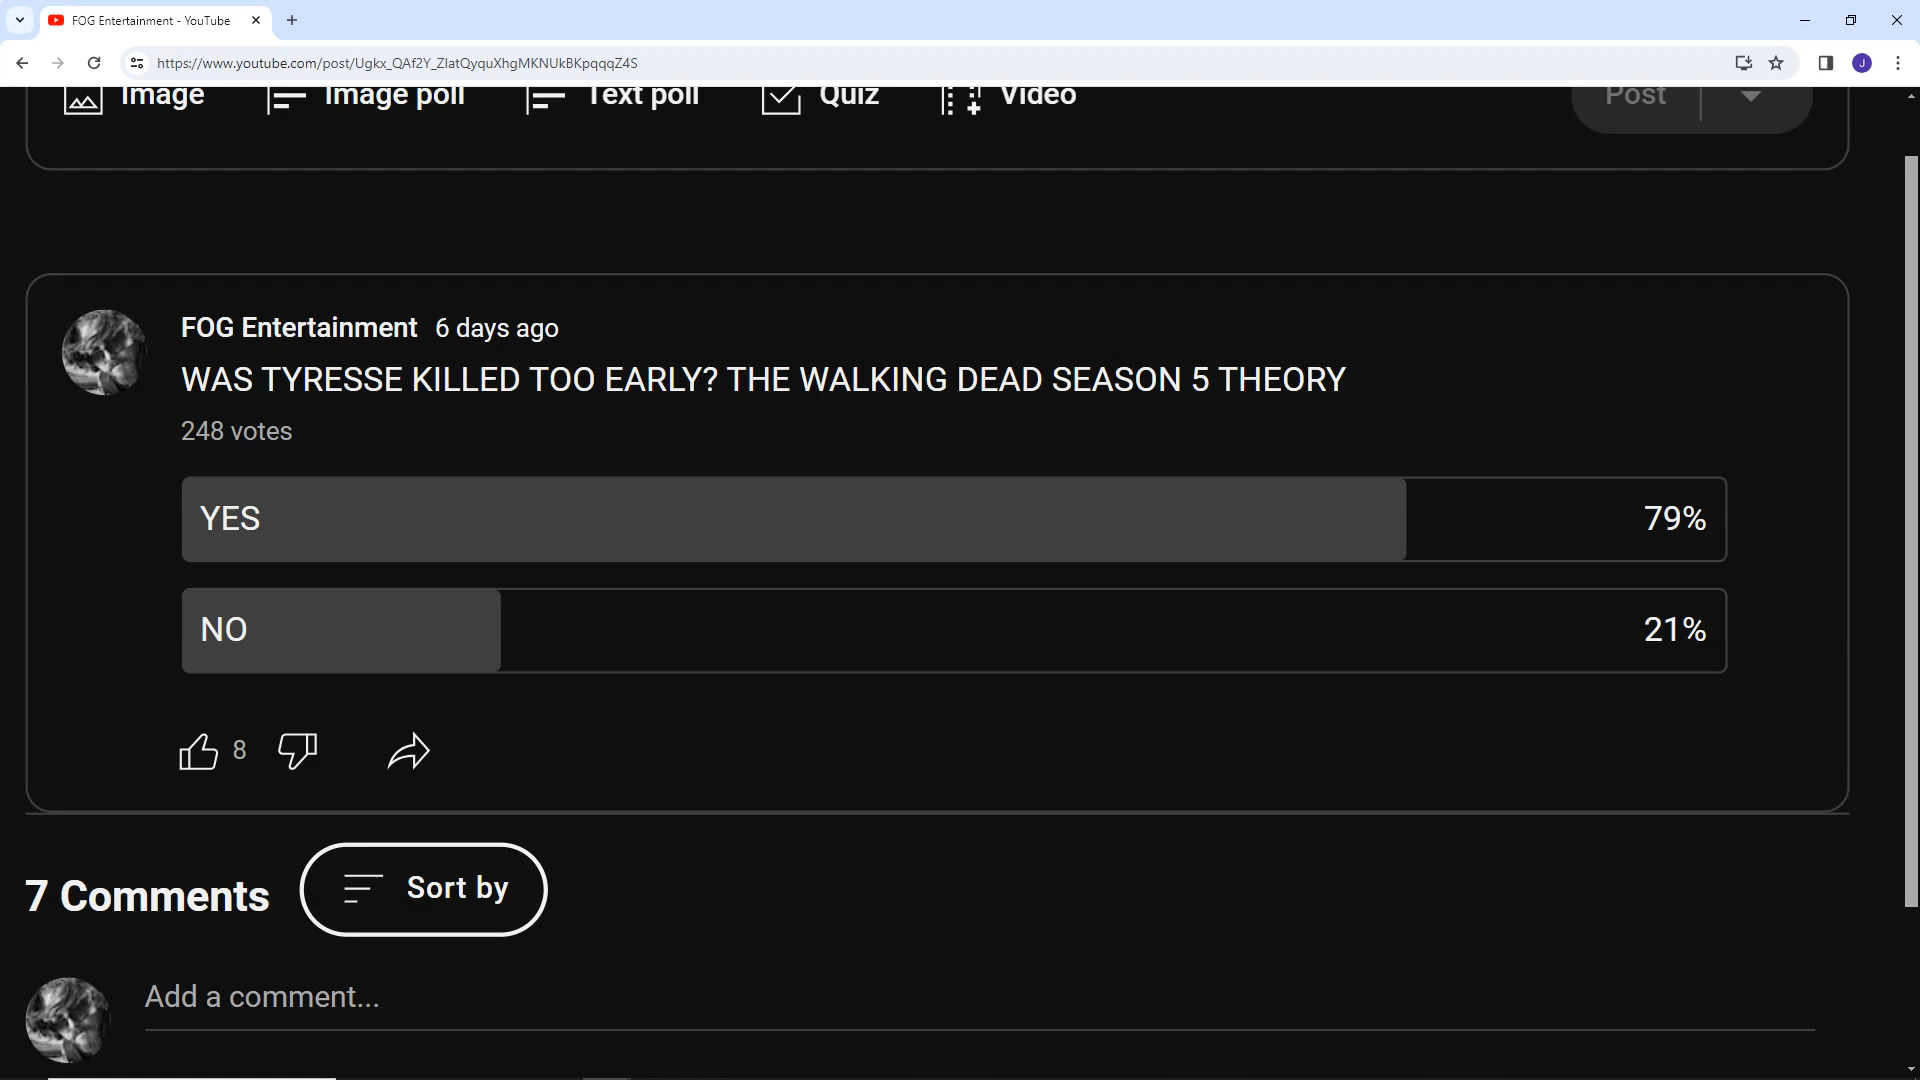 FOG Entertainment - YouTube
https://www.youtube.com/post/Ugkx_QAf2Y_ZlatQyquXhgMKNUkBKpqqqZ4S
J
Image
Image poll
Text poll
Quiz
Video
Post
FOG Entertainment 6 days ago
WAS TYRESSE KILLED TOO EARLY? THE WALKING DEAD SEASON 5 THEORY
248 votes
YES 79%
NO 21%
8
7 Comments
Sort by
Add a comment...